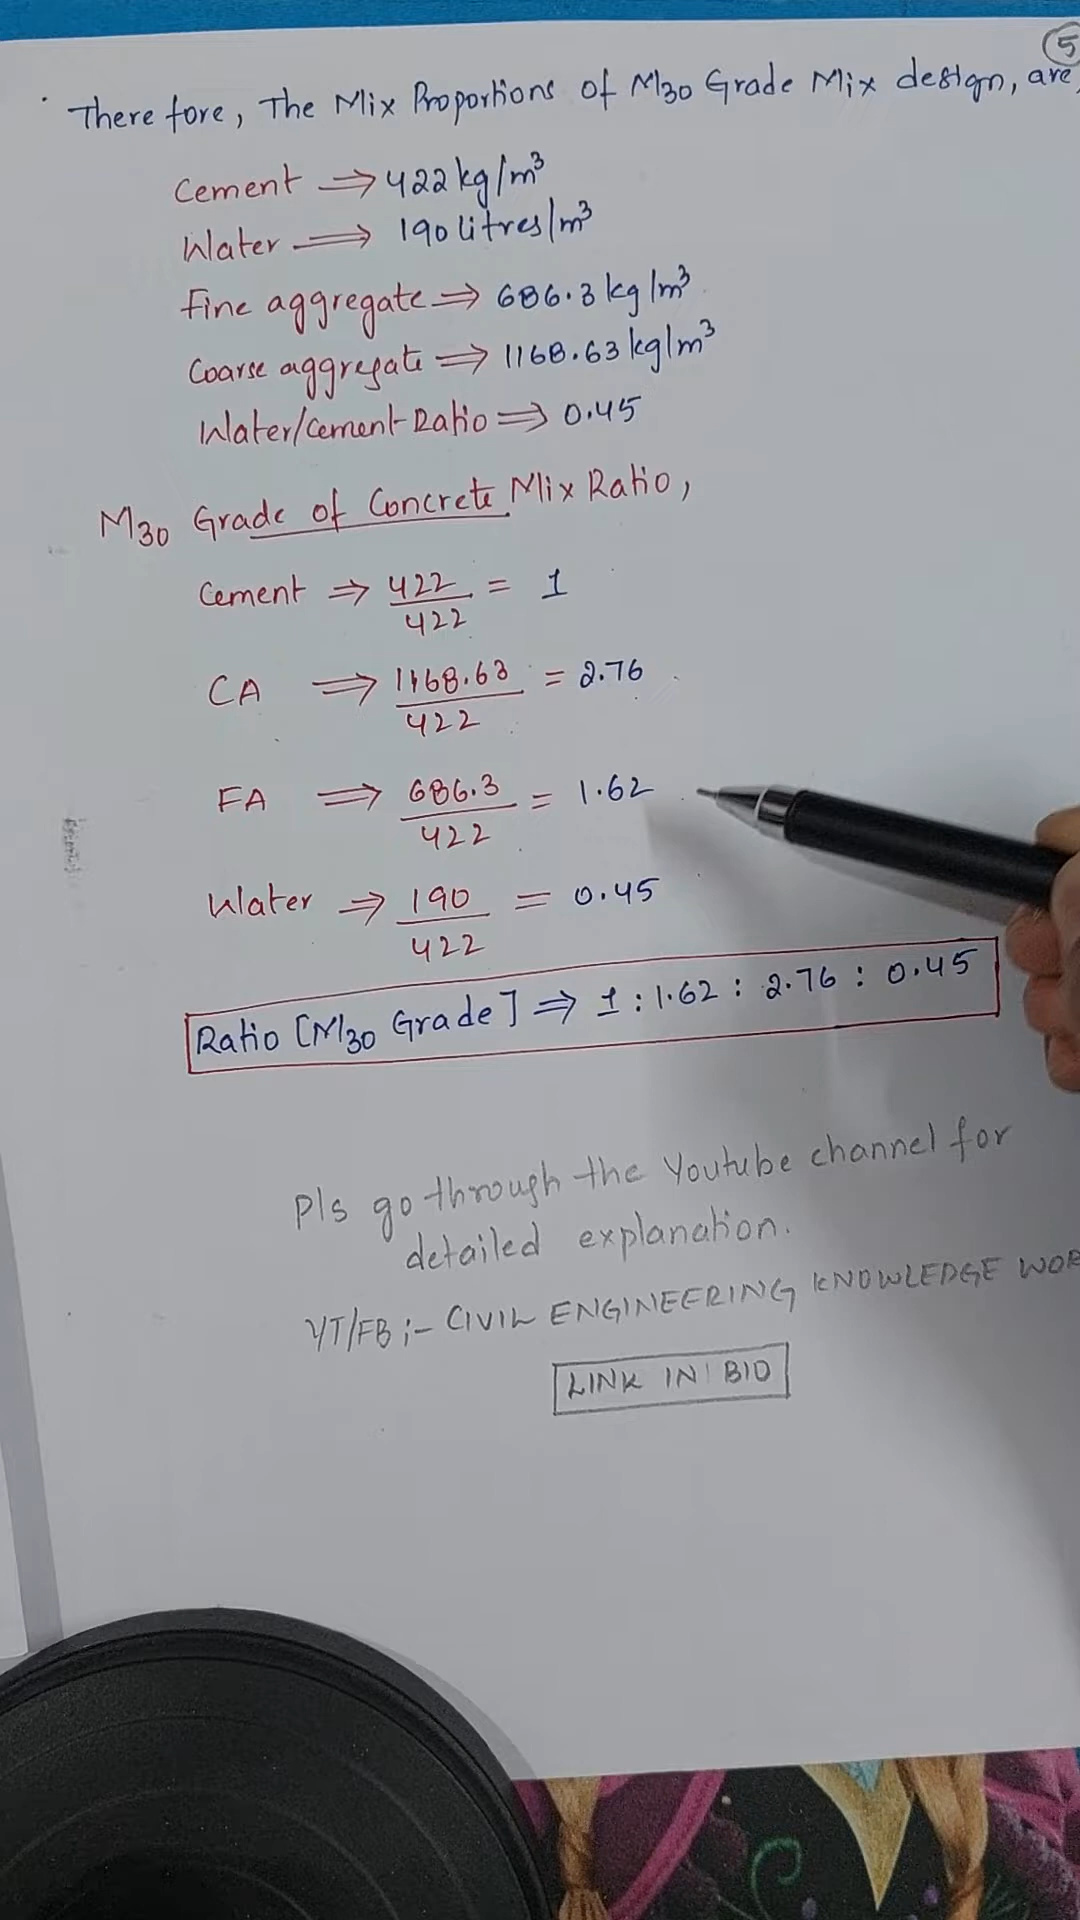 5
Therefore, The Mix Proportions of M30 Grade Mix design, are,
Cement ⇒ 422 kg/m³
Water ⇒ 190 litres/m³
Fine aggregate ⇒ 686.3 kg/m³
Coarse aggregate ⇒ 1168.63 kg/m³
Water/Cement Ratio ⇒ 0.45
M30 Grade of Concrete Mix Ratio,
Cement ⇒ 422/422 = 1
CA ⇒ 1168.63/422 = 2.76
FA ⇒ 686.3/422 = 1.62
Water ⇒ 190/422 = 0.45
Ratio [M30 Grade] ⇒ 1 : 1.62 : 2.76 : 0.45
Pls go through the Youtube channel for
detailed explanation.
YT/FB :- CIVIL ENGINEERING KNOWLEDGE WOR
LINK IN BIO